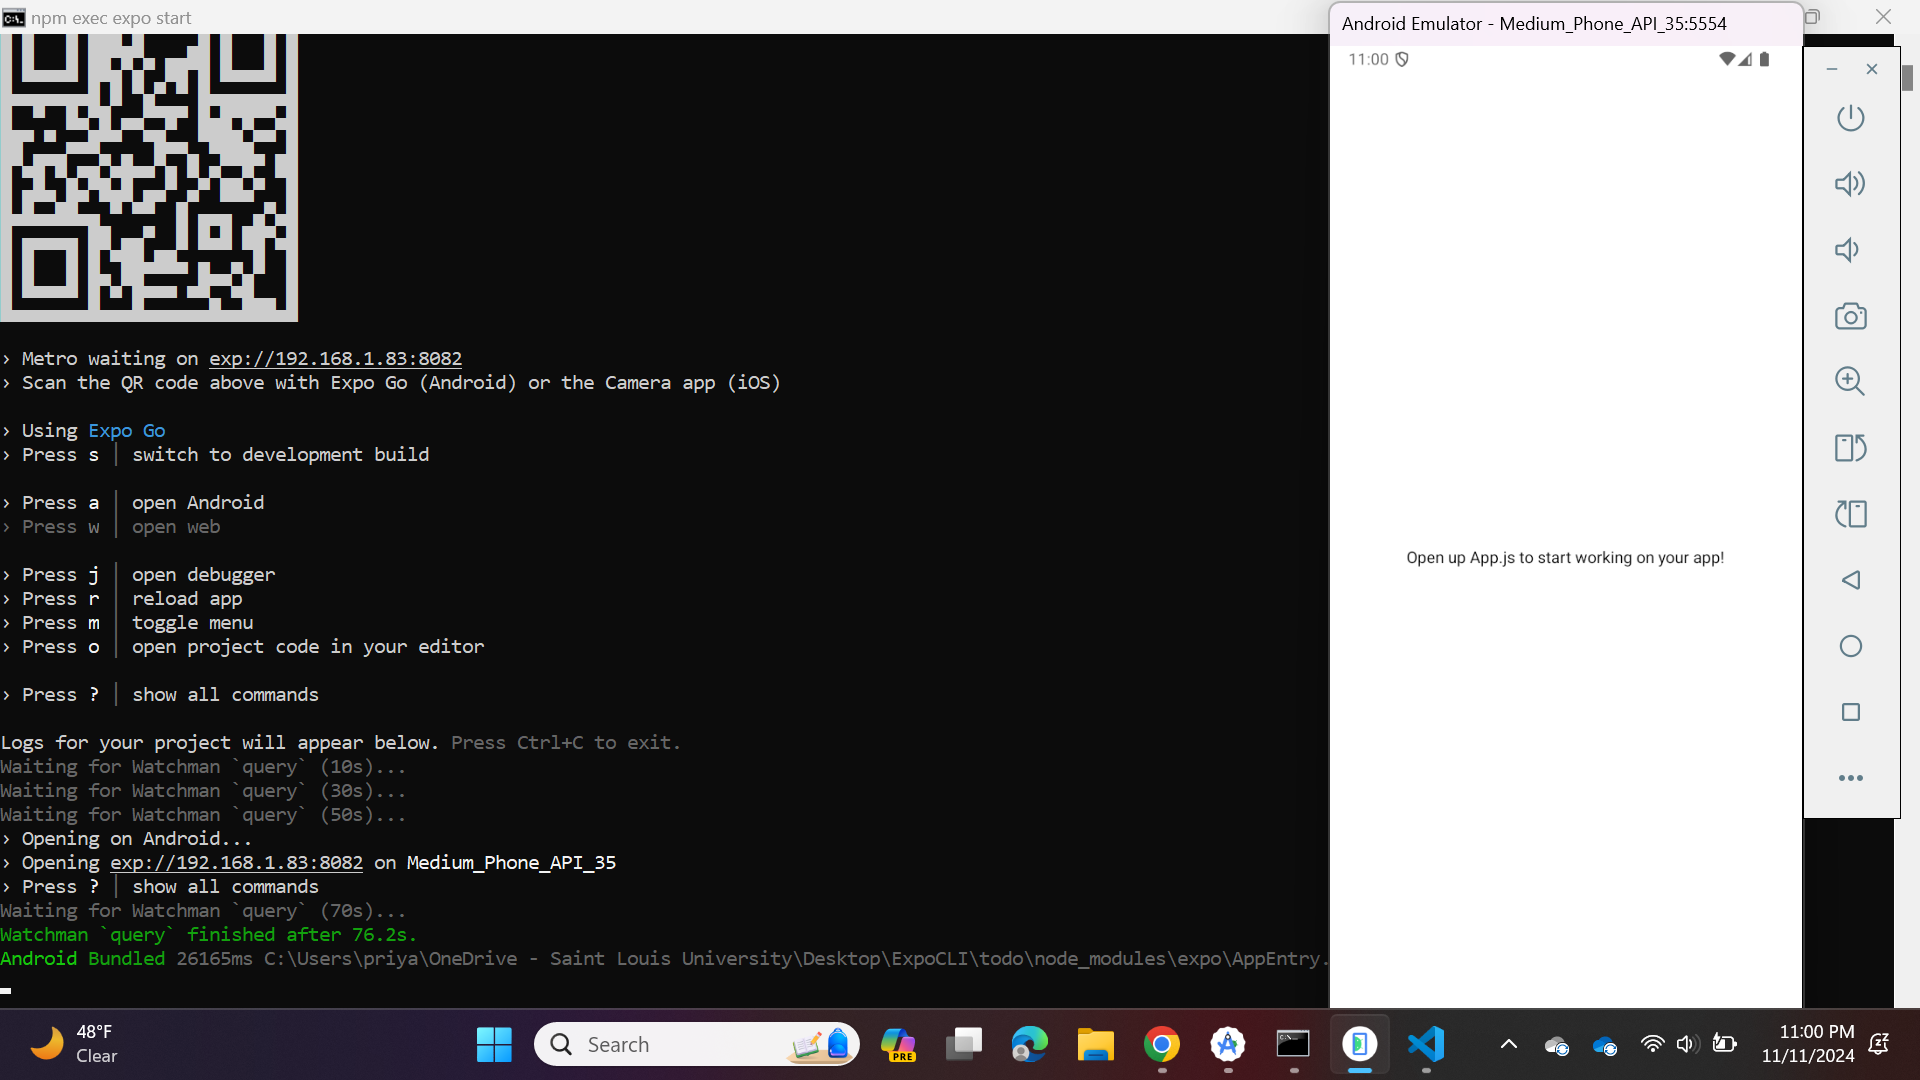 npm exec expo start
› Metro waiting on exp://192.168.1.83:8082
› Scan the QR code above with Expo Go (Android) or the Camera app (iOS)
› Using Expo Go
› Press s │ switch to development build
› Press a │ open Android
› Press w │ open web
› Press j │ open debugger
› Press r │ reload app
› Press m │ toggle menu
› Press o │ open project code in your editor
› Press ? │ show all commands
Logs for your project will appear below. Press Ctrl+C to exit.
Waiting for Watchman `query` (10s)...
Waiting for Watchman `query` (30s)...
Waiting for Watchman `query` (50s)...
› Opening on Android...
› Opening exp://192.168.1.83:8082 on Medium_Phone_API_35
› Press ? │ show all commands
Waiting for Watchman `query` (70s)...
Watchman `query` finished after 76.2s.
Android Bundled 26165ms C:\Users\priya\OneDrive - Saint Louis University\Desktop\ExpoCLI\todo\node_modules\expo\AppEntry.
Android Emulator - Medium_Phone_API_35:5554
11:00
Open up App.js to start working on your app!
48°F
Clear
Search
PRE
11:00 PM
11/11/2024